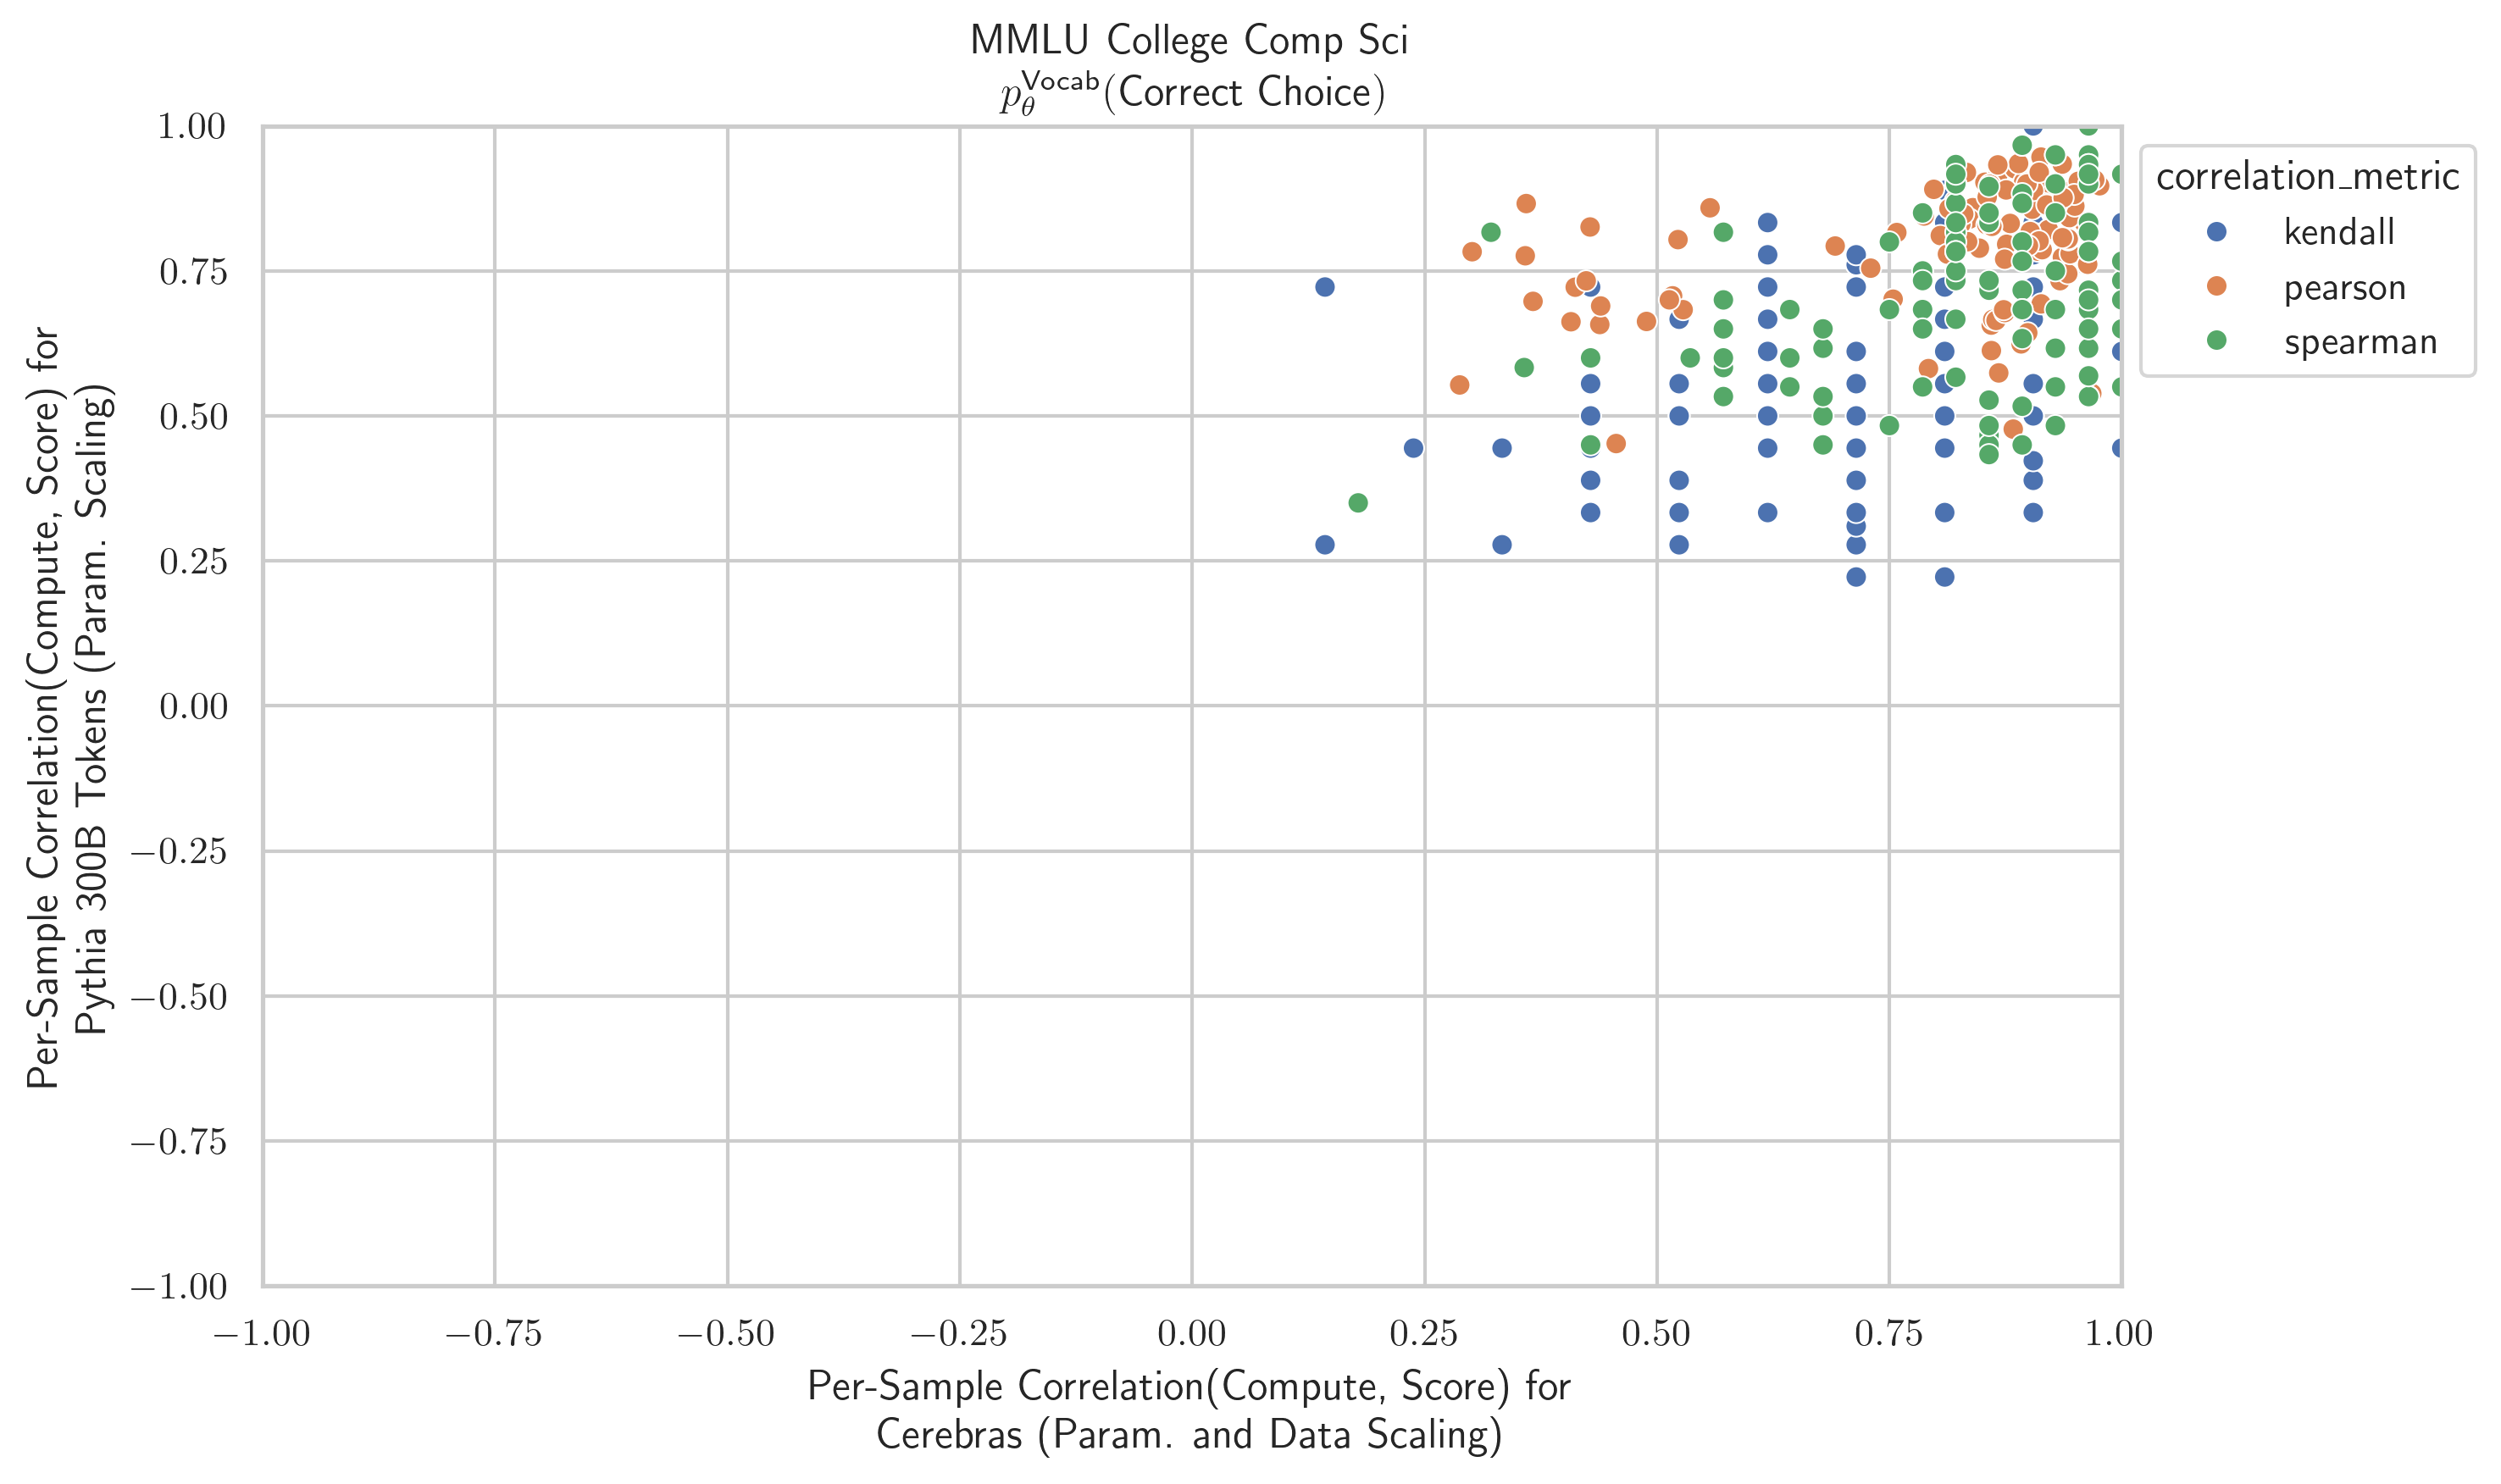 MMLU College Comp Sci
p_θ^Vocab(Correct Choice)
Per-Sample Correlation(Compute, Score) for
Pythia 300B Tokens (Param. Scaling)
1.00
0.75
0.50
0.25
0.00
−0.25
−0.50
−0.75
−1.00
−1.00 −0.75 −0.50 −0.25 0.00 0.25 0.50 0.75 1.00
Per-Sample Correlation(Compute, Score) for
Cerebras (Param. and Data Scaling)
correlation_metric
kendall
pearson
spearman